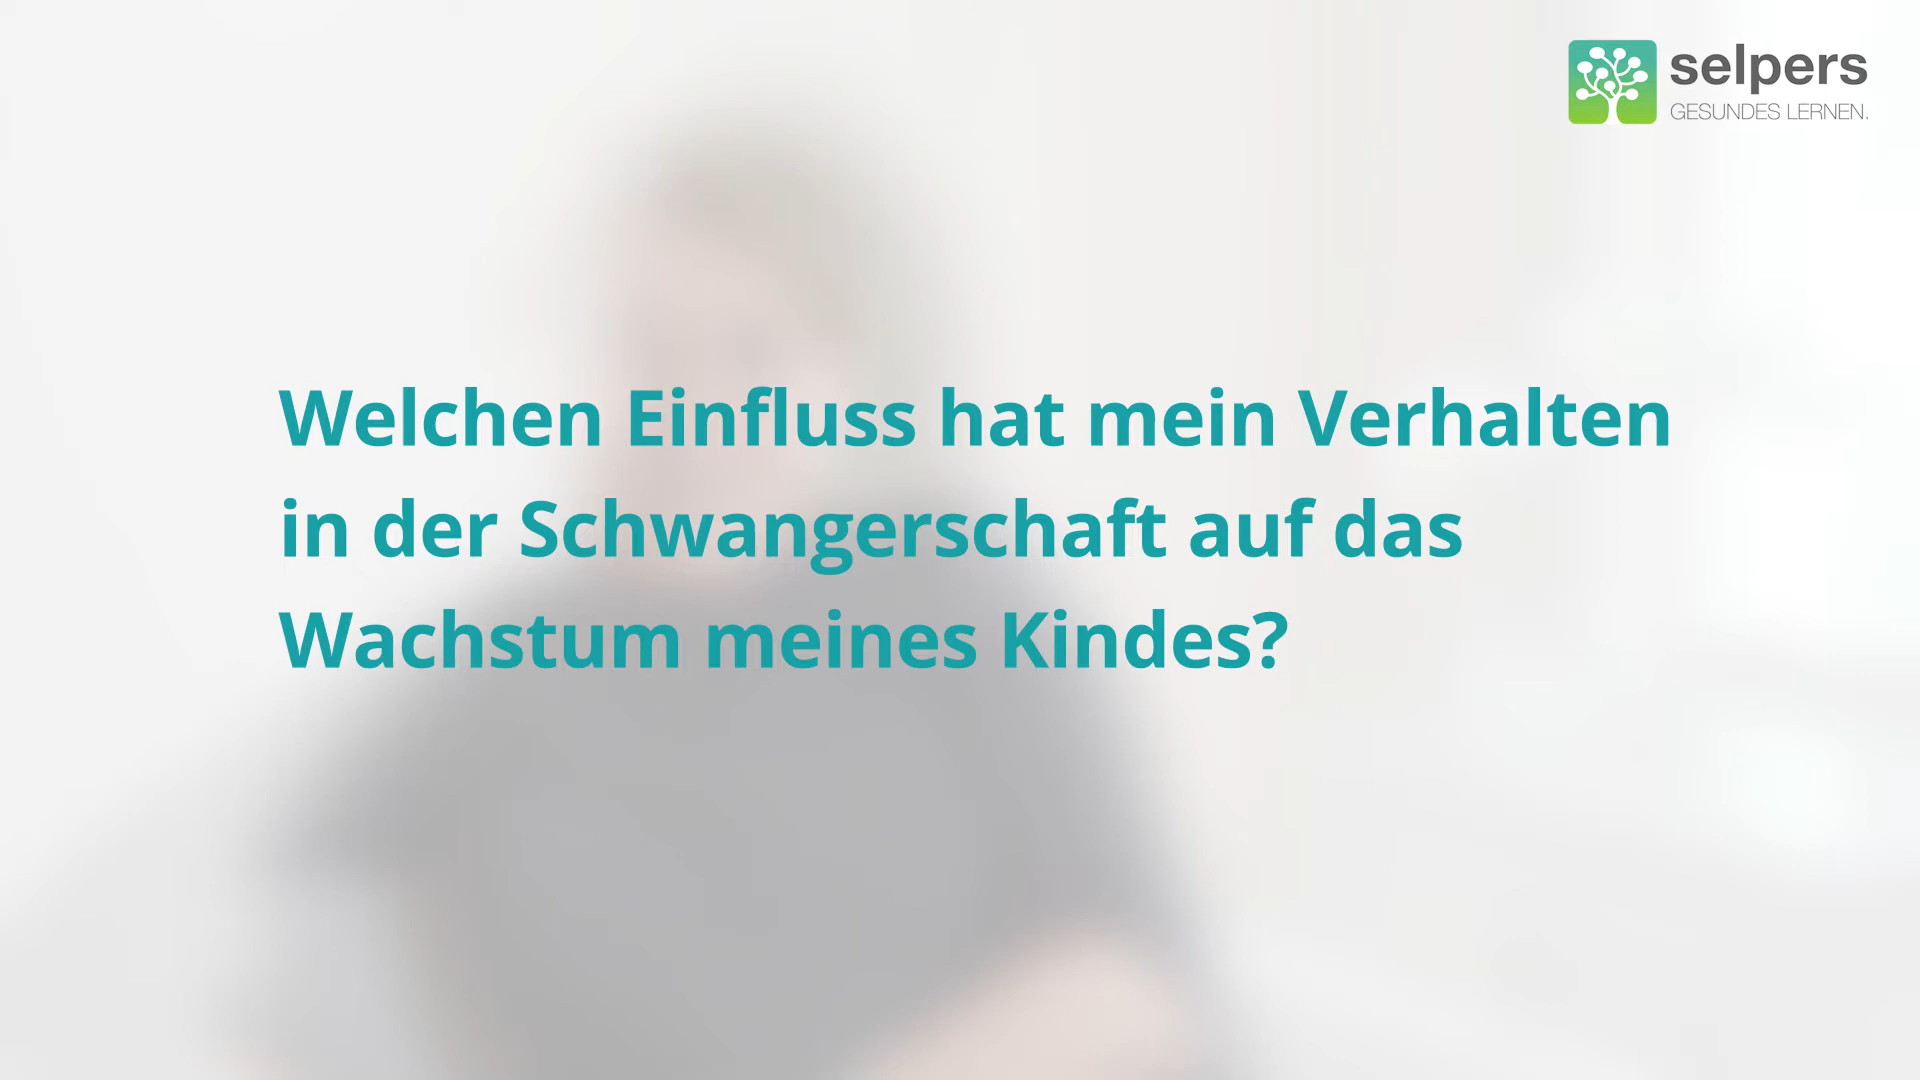 selpers
GESUNDES LERNEN.
Welchen Einfluss hat mein Verhalten
in der Schwangerschaft auf das
Wachstum meines Kindes?